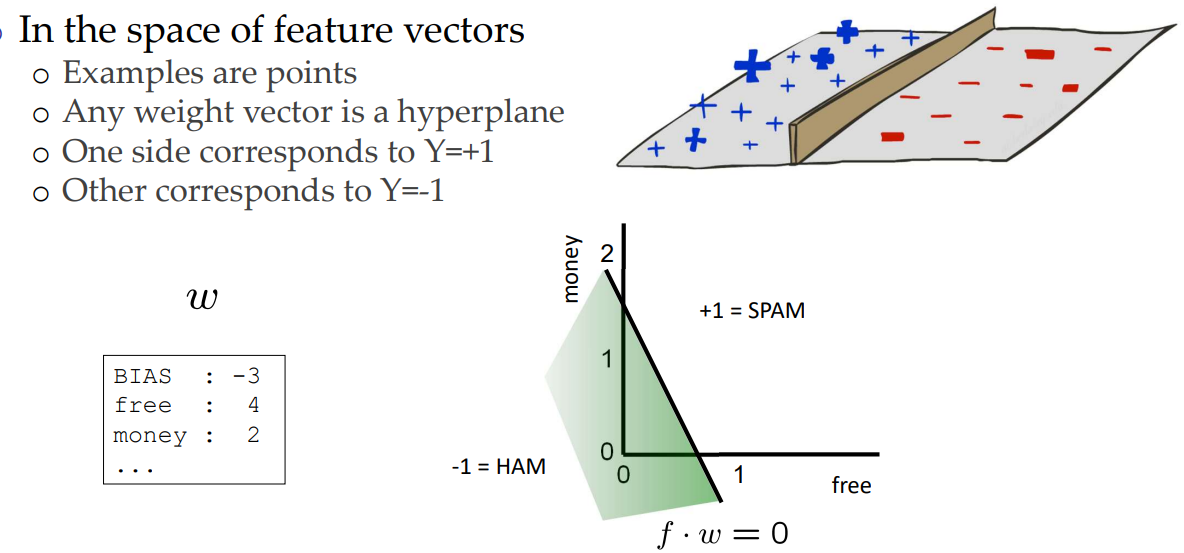 In the space of feature vectors
Examples are points
Any weight vector is a hyperplane
One side corresponds to Y=+1
Other corresponds to Y=-1
w
BIAS : -3
free : 4
money : 2
...
money
2
1
0
0
1
free
+1 = SPAM
-1 = HAM
f · w = 0